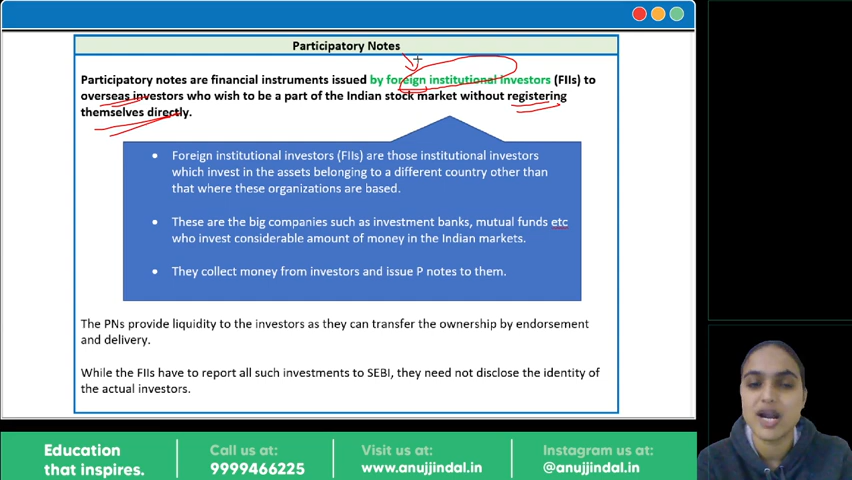 Participatory Notes
Participatory notes are financial instruments issued by foreign institutional investors (FIIs) to
overseas investors who wish to be a part of the Indian stock market without registering
themselves directly.
• Foreign institutional investors (FIIs) are those institutional investors
which invest in the assets belonging to a different country other than
that where these organizations are based.
• These are the big companies such as investment banks, mutual funds etc
who invest considerable amount of money in the Indian markets.
• They collect money from investors and issue P notes to them.
The PNs provide liquidity to the investors as they can transfer the ownership by endorsement
and delivery.
While the FIIs have to report all such investments to SEBI, they need not disclose the identity of
the actual investors.
Education
that inspires.
Call us at:
9999466225
Visit us at:
www.anujjindal.in
Instagram us at:
@anujjindal.in